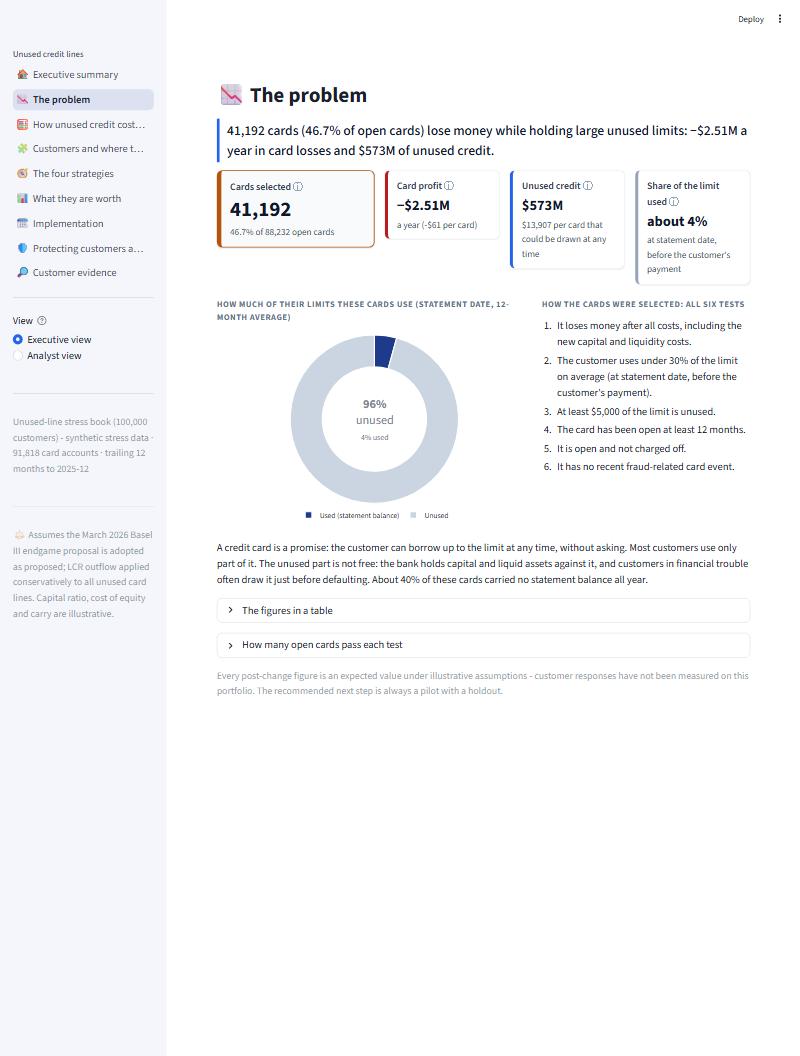 Deploy
Unused credit lines
Executive summary
The problem
How unused credit cost…
Customers and where t…
The four strategies
What they are worth
Implementation
Protecting customers a…
Customer evidence
View
Executive view
Analyst view
Unused-line stress book (100,000
customers) - synthetic stress data ·
91,818 card accounts · trailing 12
months to 2025-12
Assumes the March 2026 Basel
III endgame proposal is adopted
as proposed; LCR outflow applied
conservatively to all unused card
lines. Capital ratio, cost of equity
and carry are illustrative.
The problem
41,192 cards (46.7% of open cards) lose money while holding large unused limits: −$2.51M a
year in card losses and $573M of unused credit.
Cards selected ⓘ
41,192
46.7% of 88,232 open cards
Card profit ⓘ
−$2.51M
a year (-$61 per card)
Unused credit ⓘ
$573M
$13,907 per card that
could be drawn at any
time
Share of the limit
used ⓘ
about 4%
at statement date,
before the customer's
payment
HOW MUCH OF THEIR LIMITS THESE CARDS USE (STATEMENT DATE, 12-
MONTH AVERAGE)
96%
unused
4% used
Used (statement balance)
Unused
HOW THE CARDS WERE SELECTED: ALL SIX TESTS
1. It loses money after all costs, including the
new capital and liquidity costs.
2. The customer uses under 30% of the limit
on average (at statement date, before the
customer's payment).
3. At least $5,000 of the limit is unused.
4. The card has been open at least 12 months.
5. It is open and not charged off.
6. It has no recent fraud-related card event.
A credit card is a promise: the customer can borrow up to the limit at any time, without asking. Most customers use only
part of it. The unused part is not free: the bank holds capital and liquid assets against it, and customers in financial trouble
often draw it just before defaulting. About 40% of these cards carried no statement balance all year.
The figures in a table
How many open cards pass each test
Every post-change figure is an expected value under illustrative assumptions - customer responses have not been measured on this
portfolio. The recommended next step is always a pilot with a holdout.